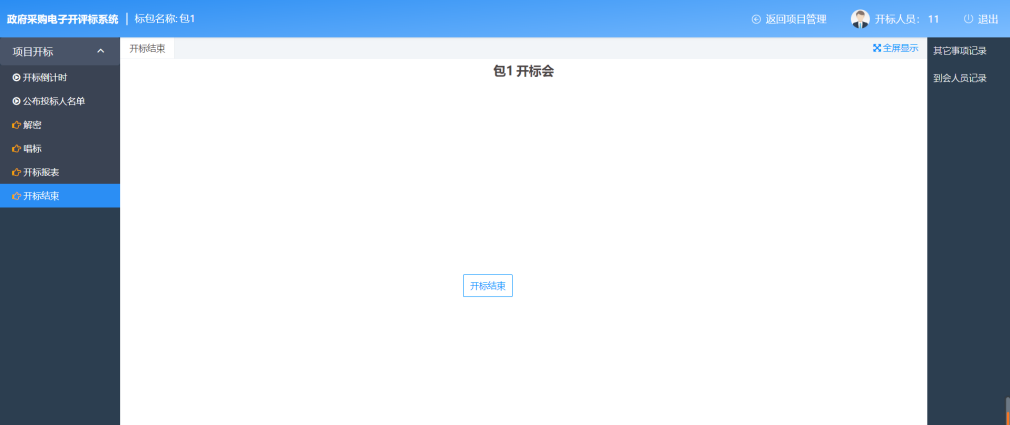 政府采购电子开评标系统 | 标包名称: 包1
返回项目管理
开标人员： 11
退出
项目开标
开标倒计时
公布投标人名单
解密
唱标
开标报表
开标结束
开标结束
全屏显示
包1 开标会
开标结束
其它事项记录
到会人员记录